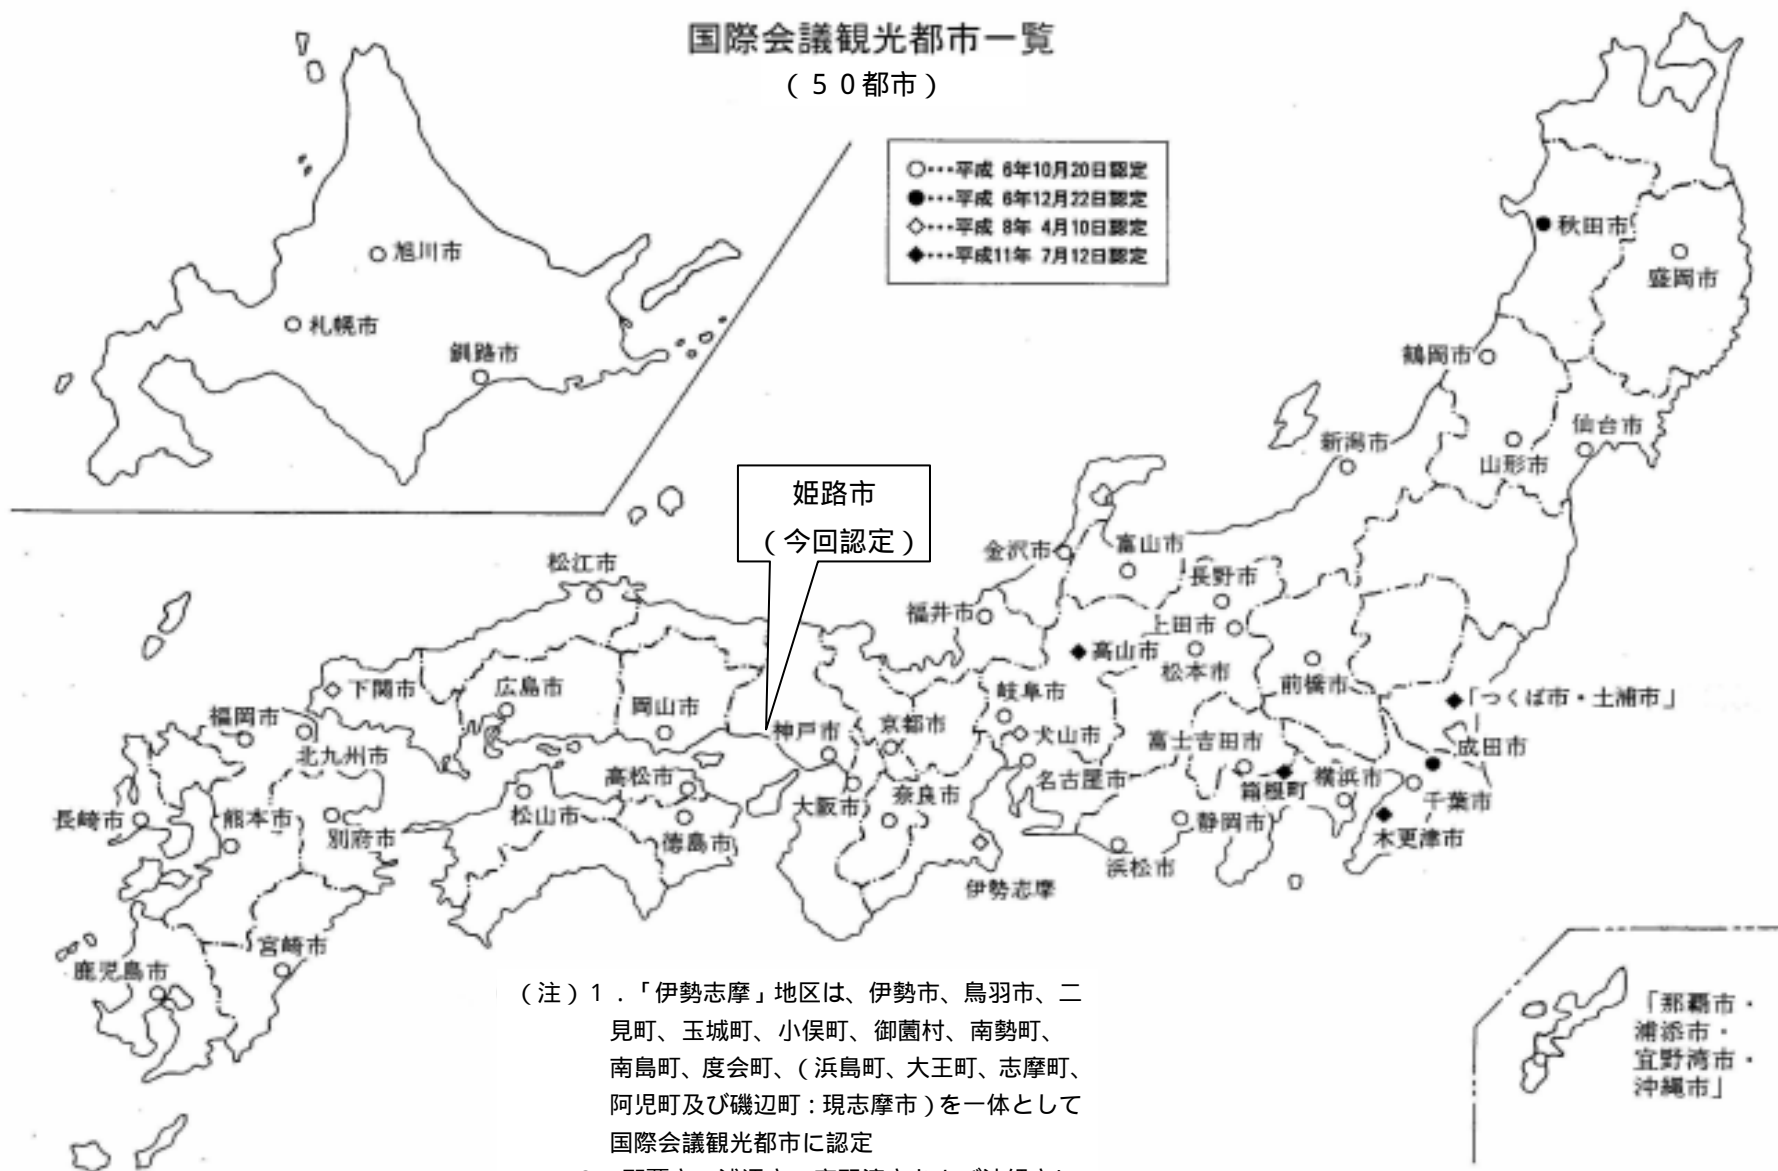 国際会議観光都市一覧
（５０都市）
○･･･平成 6年10月20日認定
●･･･平成 6年12月22日認定
◇･･･平成 8年 4月10日認定
◆･･･平成11年 7月12日認定
旭川市
札幌市
釧路市
秋田市
盛岡市
鶴岡市
仙台市
山形市
新潟市
姫路市
（今回認定）
金沢市
富山市
長野市
松江市
福井市
上田市
高山市
松本市
前橋市
下関市
広島市
岡山市
岐阜市
「つくば市・土浦市」
福岡市
北九州市
神戸市
京都市
犬山市
富士吉田市
成田市
高松市
名古屋市
箱根町
横浜市
千葉市
長崎市
熊本市
別府市
松山市
徳島市
大阪市
奈良市
静岡市
木更津市
浜松市
伊勢志摩
宮崎市
鹿児島市
「那覇市・
浦添市・
宜野湾市・
沖縄市」
（注）１．「伊勢志摩」地区は、伊勢市、鳥羽市、二
見町、玉城町、小俣町、御薗村、南勢町、
南島町、度会町、（浜島町、大王町、志摩町、
阿児町及び磯辺町：現志摩市）を一体として
国際会議観光都市に認定